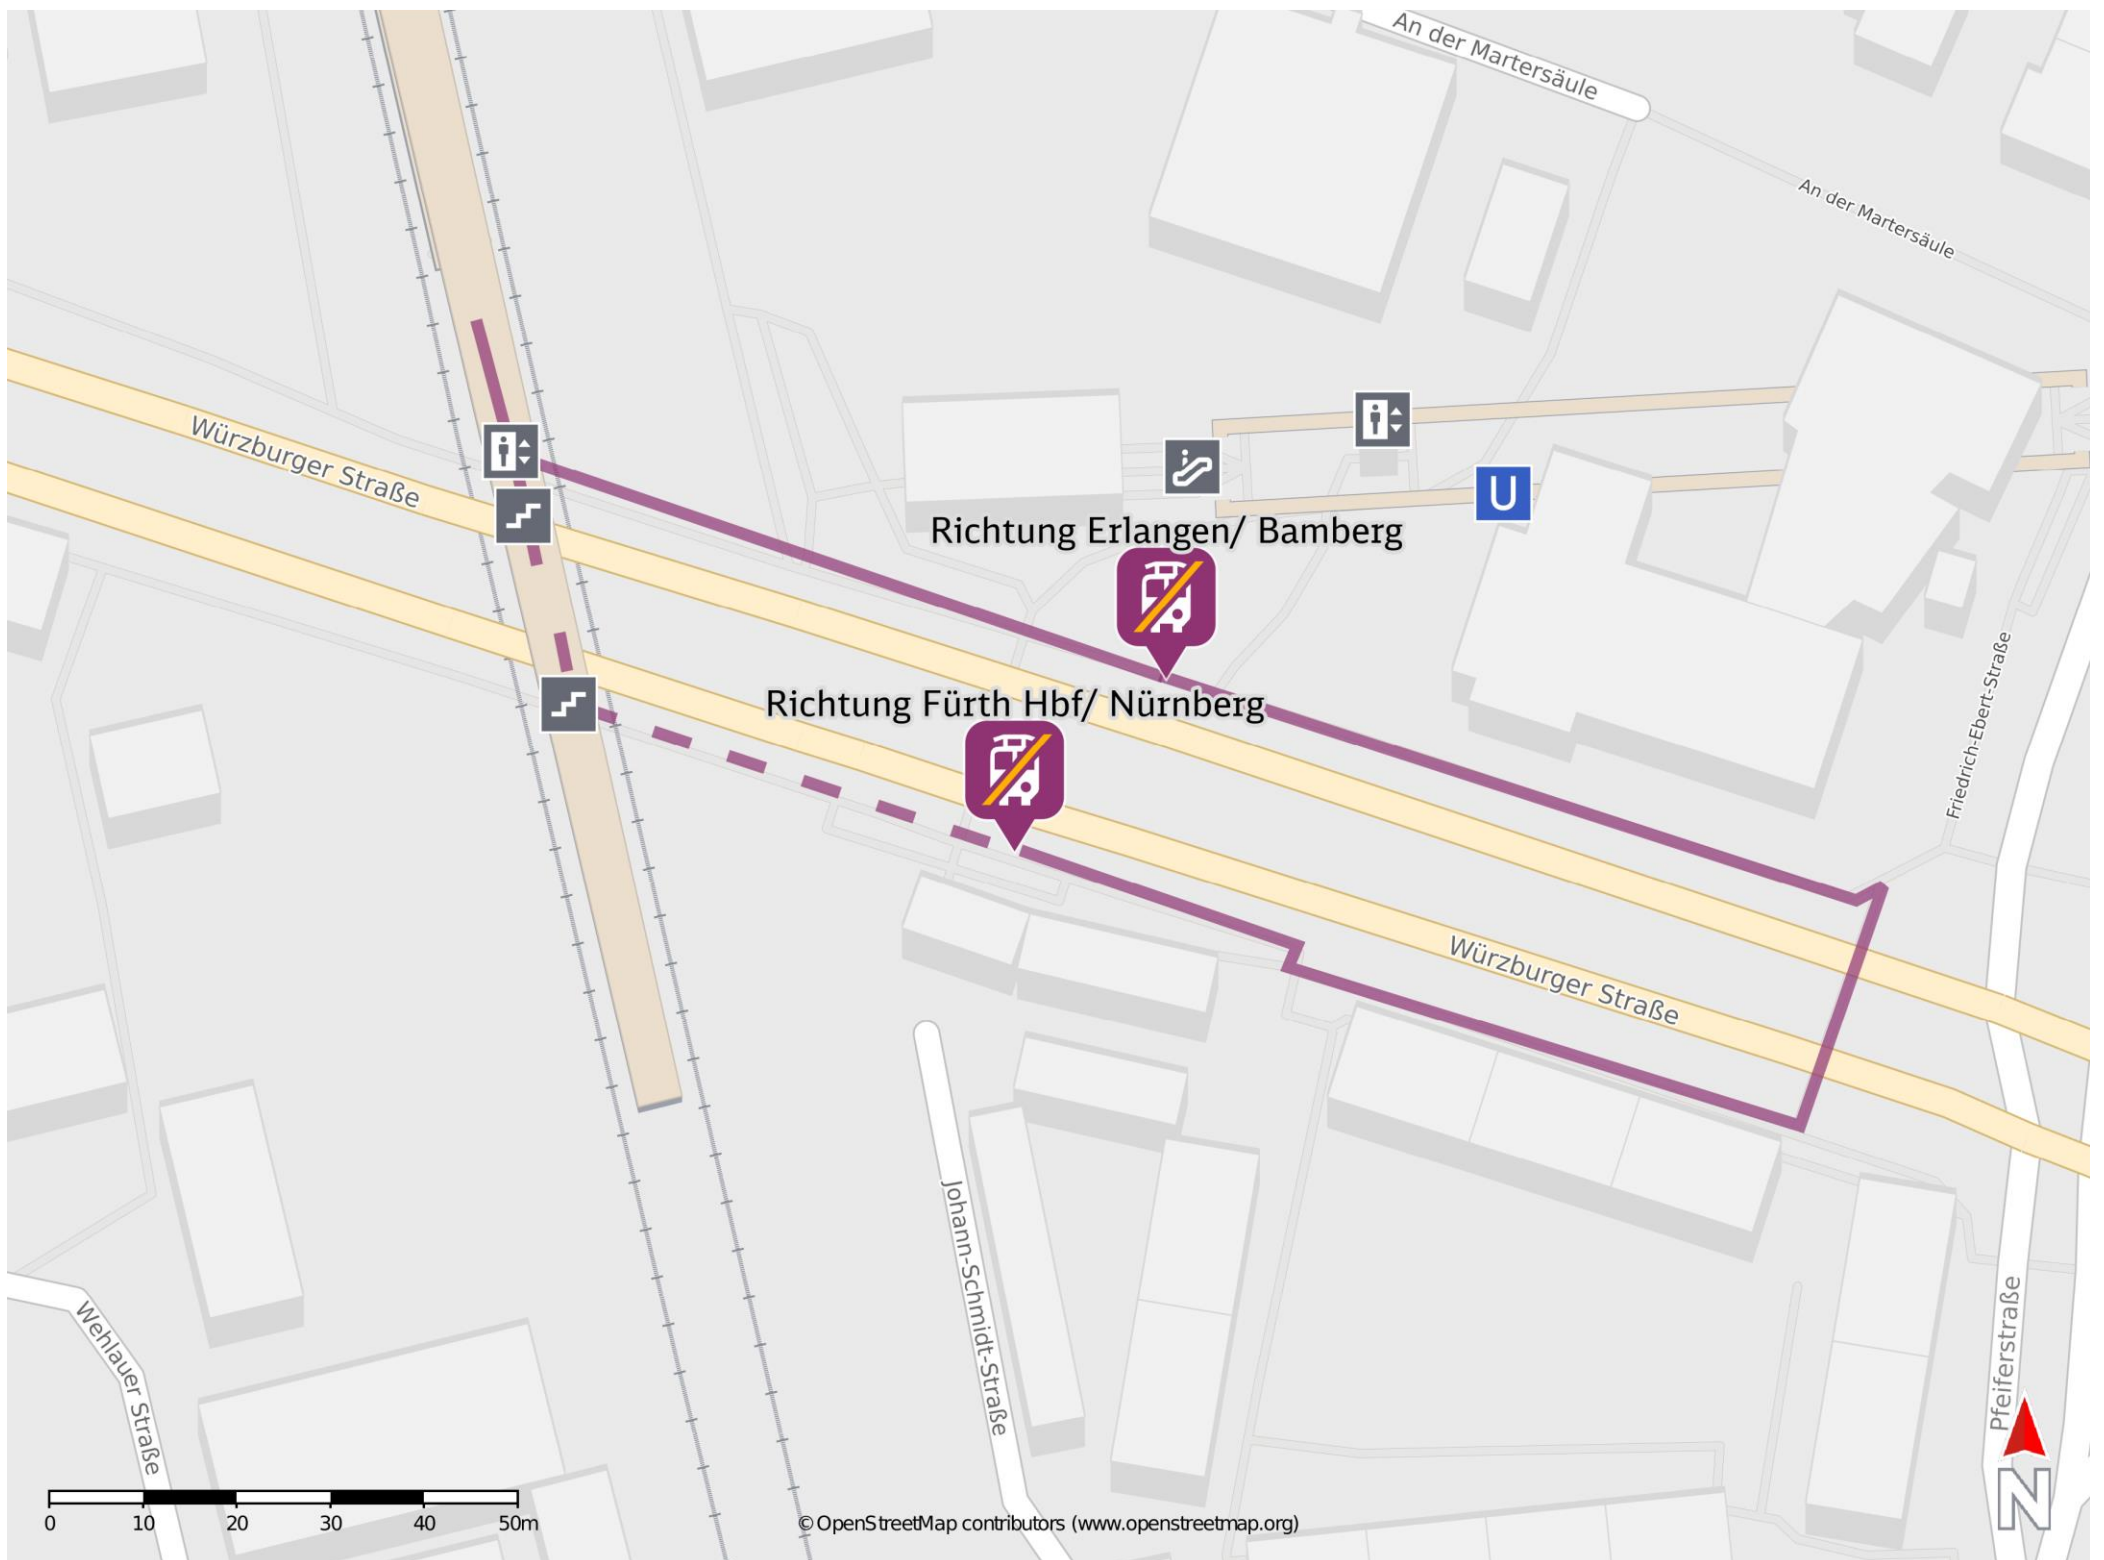 An der Martersäule
An der Martersäule
Würzburger Straße
U
Richtung Erlangen/ Bamberg
Richtung Fürth Hbf/ Nürnberg
Friedrich-Ebert-Straße
Würzburger Straße
Johann-Schmidt-Straße
Pfeiferstraße
Wehlauer Straße
N
0 10 20 30 40 50m
© OpenStreetMap contributors (www.openstreetmap.org)